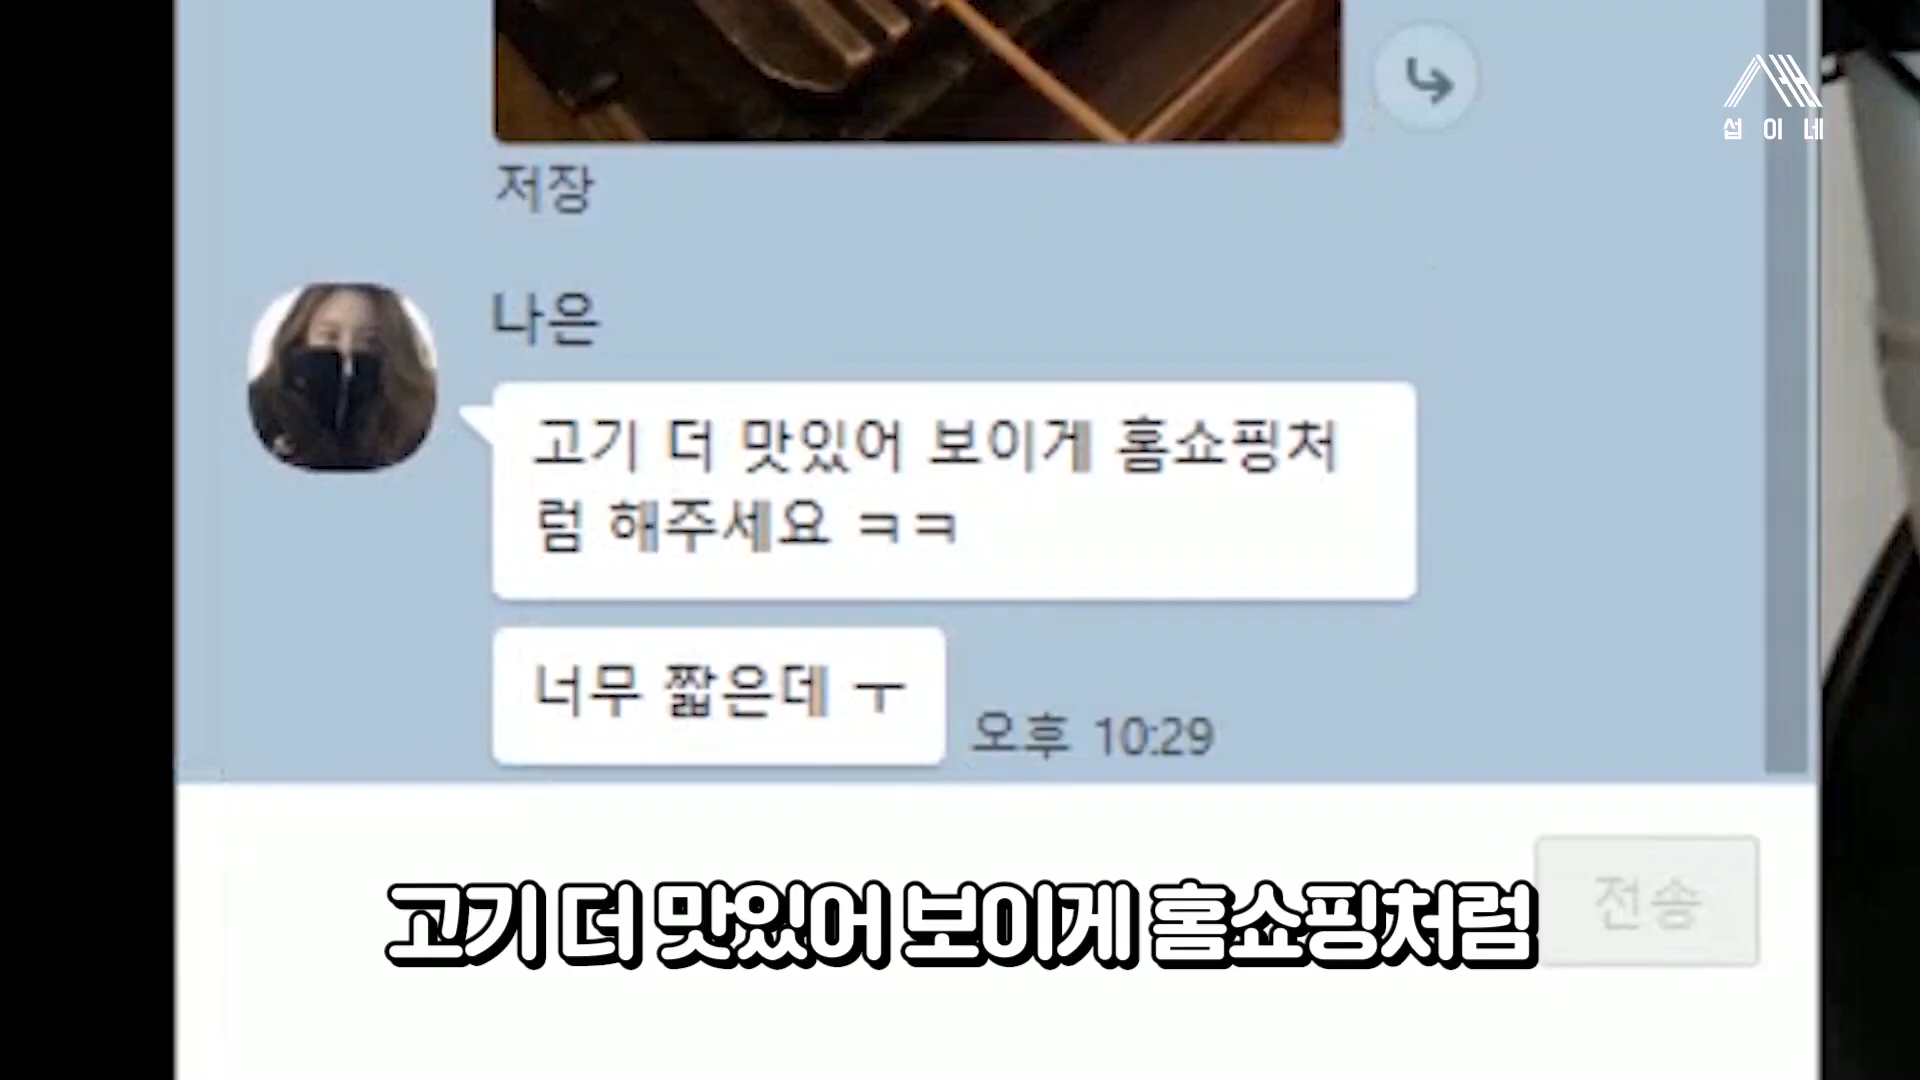 섭이네
저장
나은
고기 더 맛있어 보이게 홈쇼핑처
럼 해주세요 ㅋㅋ
너무 짧은데 ㅜ
오후 10:29
전송
고기 더 맛있어 보이게 홈쇼핑처럼